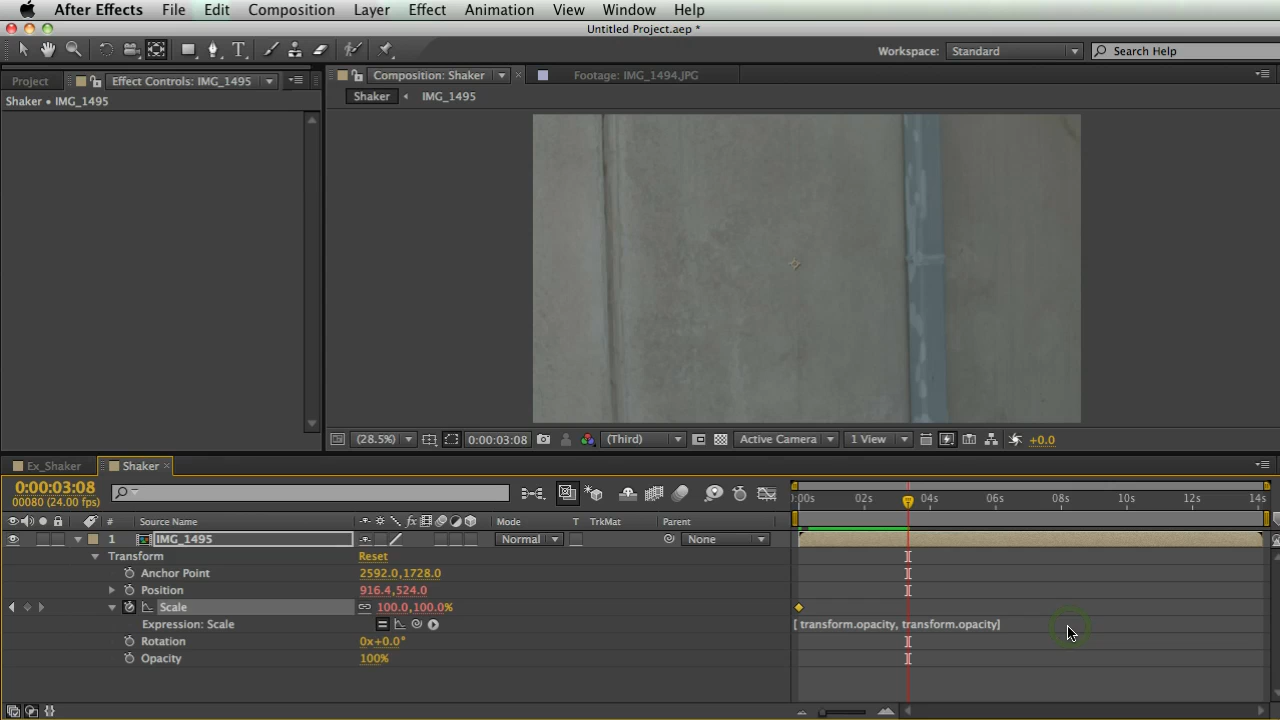 After Effects File Edit Composition Layer Effect Animation View Window Help
Untitled Project.aep *
Workspace: Standard Search Help
Project Effect Controls: IMG_1495 Composition: Shaker Footage: IMG_1494.JPG
Shaker • IMG_1495 Shaker IMG_1495
(28.5%) 0:00:03:08 (Third) Active Camera 1 View +0.0
Ex_Shaker Shaker
0:00:03:08
00080 (24.00 fps)
:00s 02s 04s 06s 08s 10s 12s 14s
# Source Name Mode T TrkMat Parent
1 IMG_1495 Normal None
Transform Reset
Anchor Point 2592.0,1728.0
Position 916.4,524.0
Scale 100.0,100.0%
Expression: Scale [ transform.opacity, transform.opacity]
Rotation 0x+0.0°
Opacity 100%